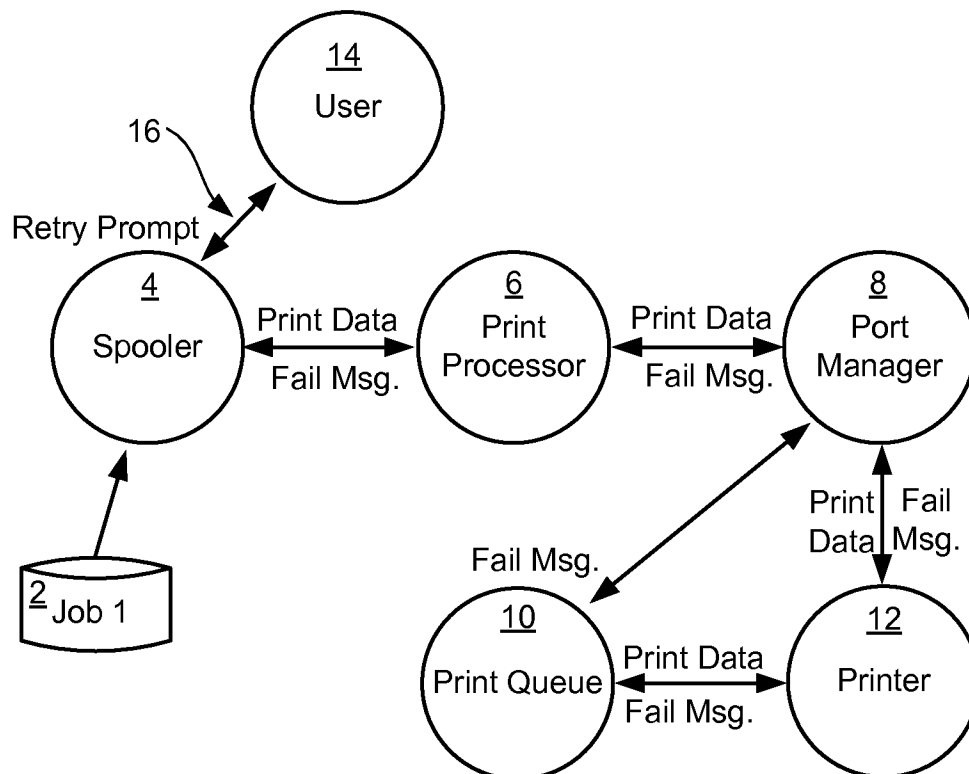 14
User
16
Retry Prompt
4
Spooler
Print Data
Fail Msg.
6
Print
Processor
Print Data
Fail Msg.
8
Port
Manager
Print
Data
Fail
Msg.
Fail Msg.
2
Job 1
10
Print Queue
Print Data
Fail Msg.
12
Printer